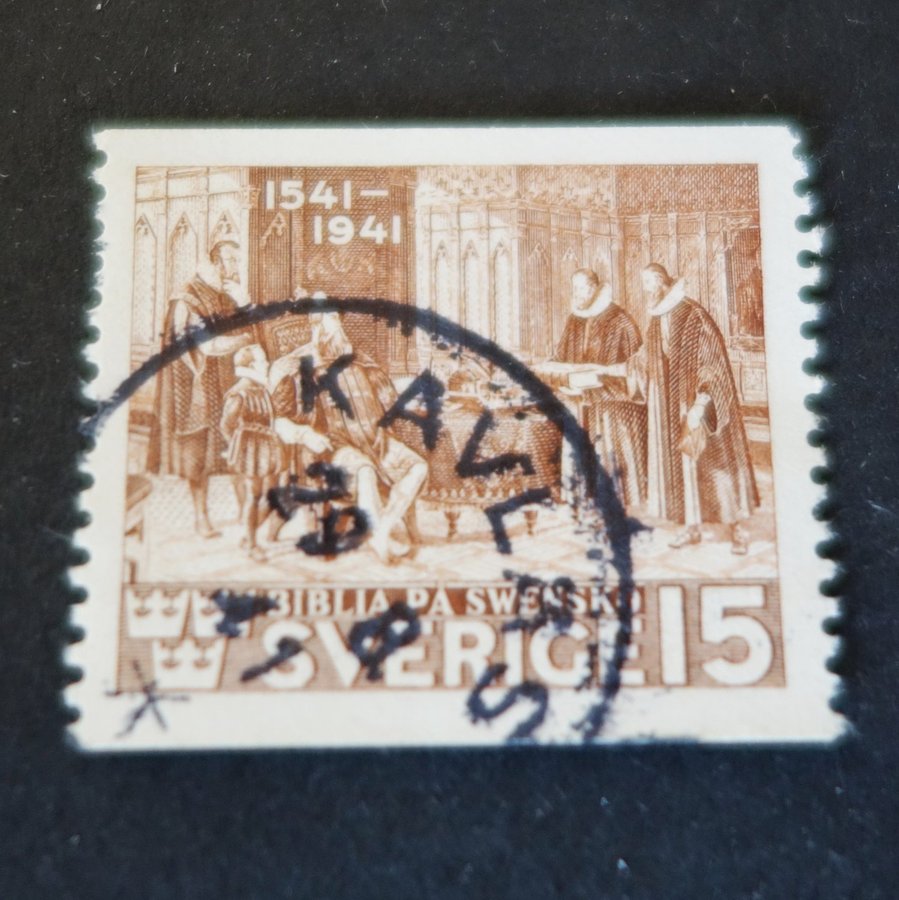 1541–
1941
BIBLIA PÅ SWENSKO
SVERIGE 15